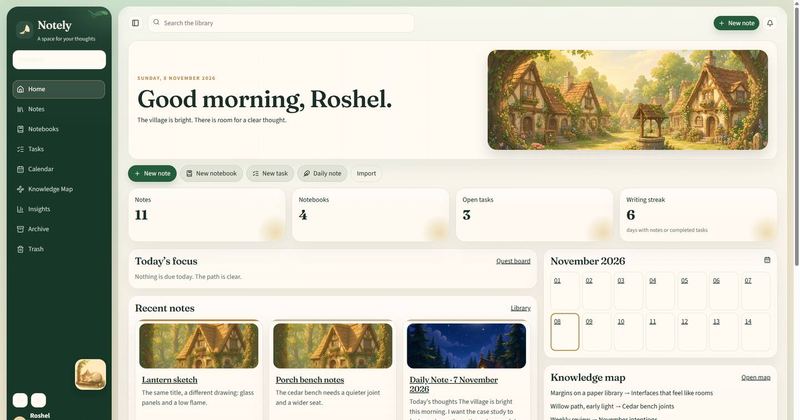 Notely
A space for your thoughts
Search the library
New note
Home
Notes
Notebooks
Tasks
Calendar
Knowledge Map
Insights
Archive
Trash
Roshel
SUNDAY, 8 NOVEMBER 2026
Good morning, Roshel.
The village is bright. There is room for a clear thought.
New note
New notebook
New task
Daily note
Import
Notes
11
Notebooks
4
Open tasks
3
Writing streak
6
days with notes or completed tasks
Today's focus
Quest board
Nothing is due today. The path is clear.
Recent notes
Library
Lantern sketch
The same title, a different drawing: glass
panels and a low flame.
Porch bench notes
The cedar bench needs a quieter joint
and a wider seat.
Daily Note · 7 November
2026
Today's thoughts The village is bright
this morning. I want the case study to
November 2026
01 02 03 04 05 06 07
08 09 10 11 12 13 14
Knowledge map
Open map
Margins on a paper library → Interfaces that feel like rooms
Willow path, early light → Cedar bench joints